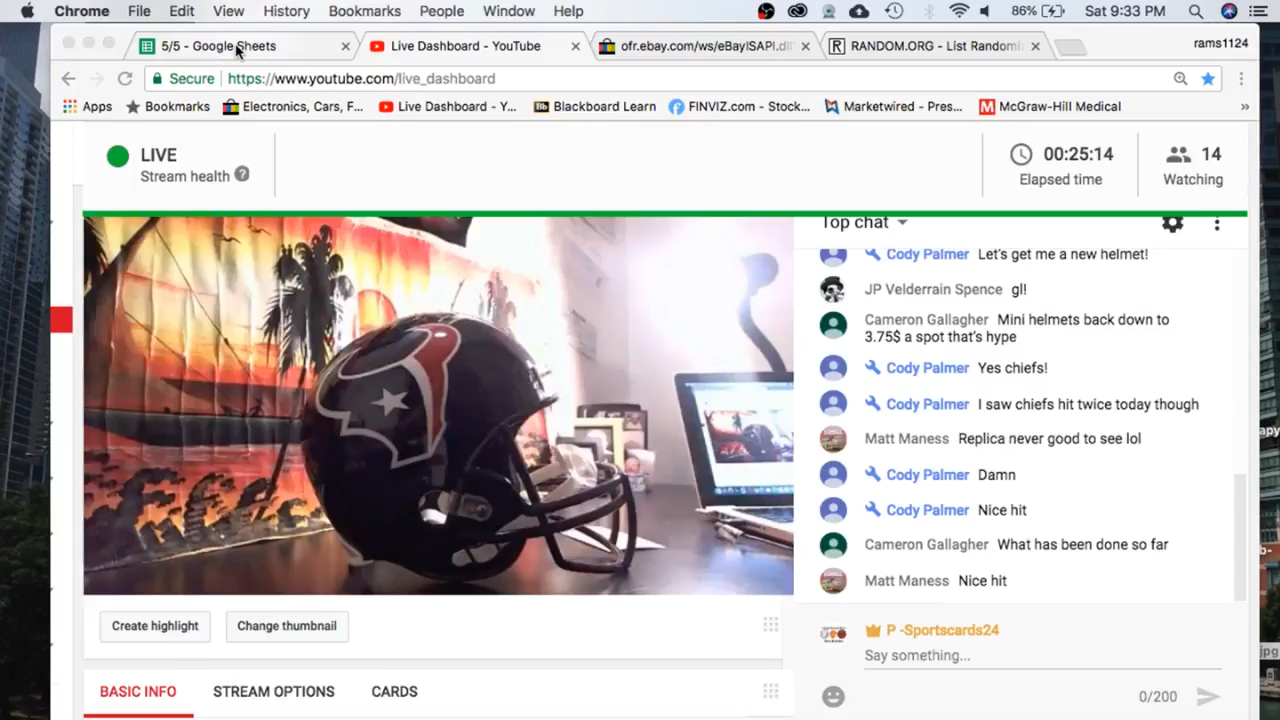 Chrome File Edit View History Bookmarks People Window Help 86% Sat 9:33 PM
5/5 - Google Sheets
Live Dashboard - YouTube
ofr.ebay.com/ws/eBayISAPI.dll
RANDOM.ORG - List Randomi
rams1124
Secure https://www.youtube.com/live_dashboard
Apps Bookmarks Electronics, Cars, F... Live Dashboard - Y... Blackboard Learn FINVIZ.com - Stock... Marketwired - Pres... McGraw-Hill Medical »
LIVE
Stream health ?
00:25:14
Elapsed time
14
Watching
Top chat
Cody Palmer Let's get me a new helmet!
JP Velderrain Spence gl!
Cameron Gallagher Mini helmets back down to
3.75$ a spot that's hype
Cody Palmer Yes chiefs!
Cody Palmer I saw chiefs hit twice today though
Matt Maness Replica never good to see lol
Cody Palmer Damn
Cody Palmer Nice hit
Cameron Gallagher What has been done so far
Matt Maness Nice hit
P -Sportscards24
Say something...
0/200
Create highlight Change thumbnail
BASIC INFO STREAM OPTIONS CARDS
jpg